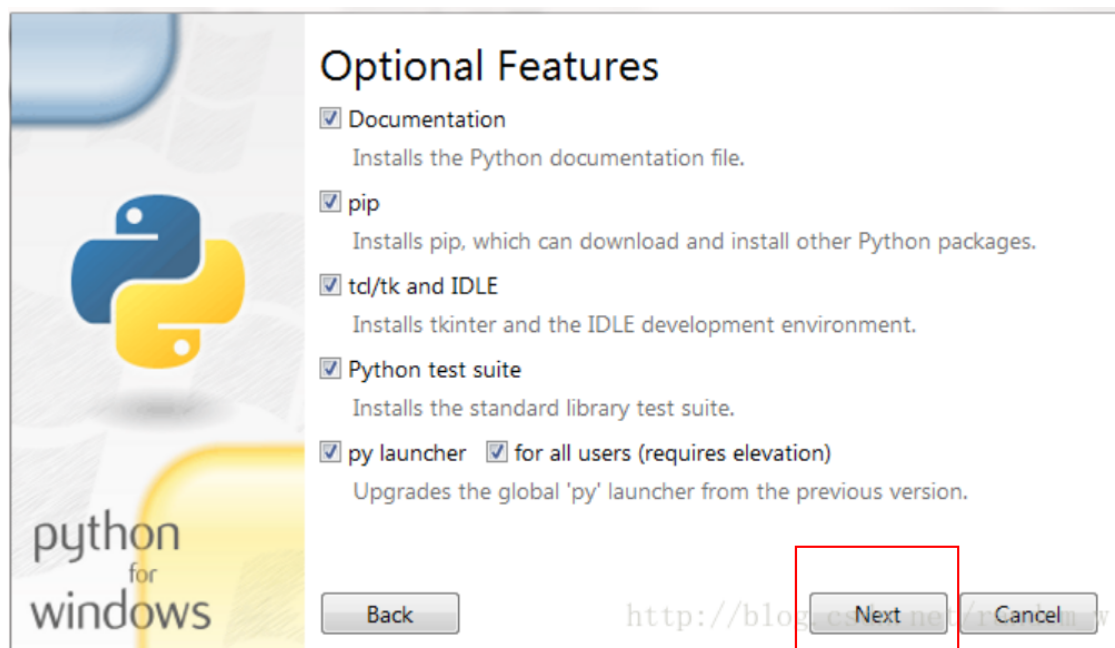 Optional Features
Documentation
Installs the Python documentation file.
pip
Installs pip, which can download and install other Python packages.
tcl/tk and IDLE
Installs tkinter and the IDLE development environment.
Python test suite
Installs the standard library test suite.
py launcher for all users (requires elevation)
Upgrades the global 'py' launcher from the previous version.
python
for
windows
Back Next Cancel